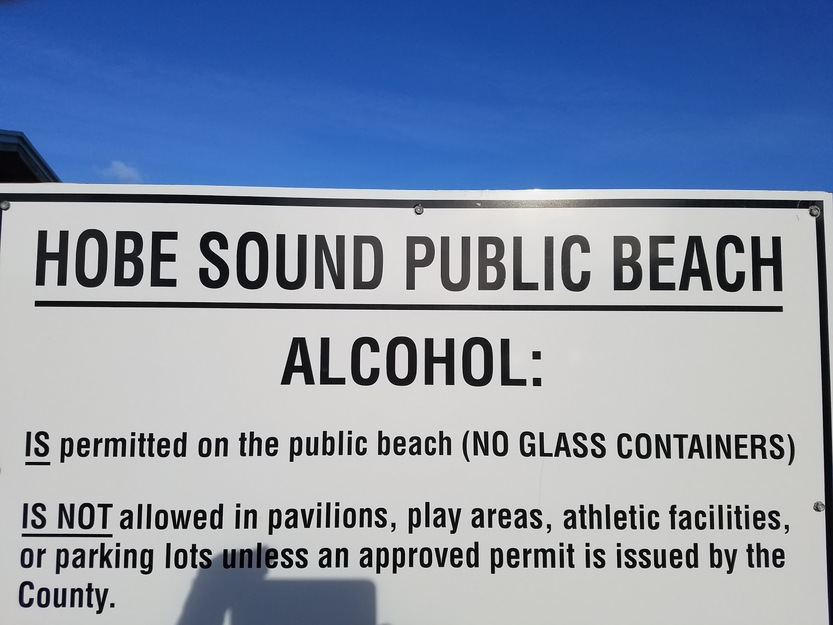 HOBE SOUND PUBLIC BEACH
ALCOHOL:
IS permitted on the public beach (NO GLASS CONTAINERS)
IS NOT allowed in pavilions, play areas, athletic facilities,
or parking lots unless an approved permit is issued by the
County.